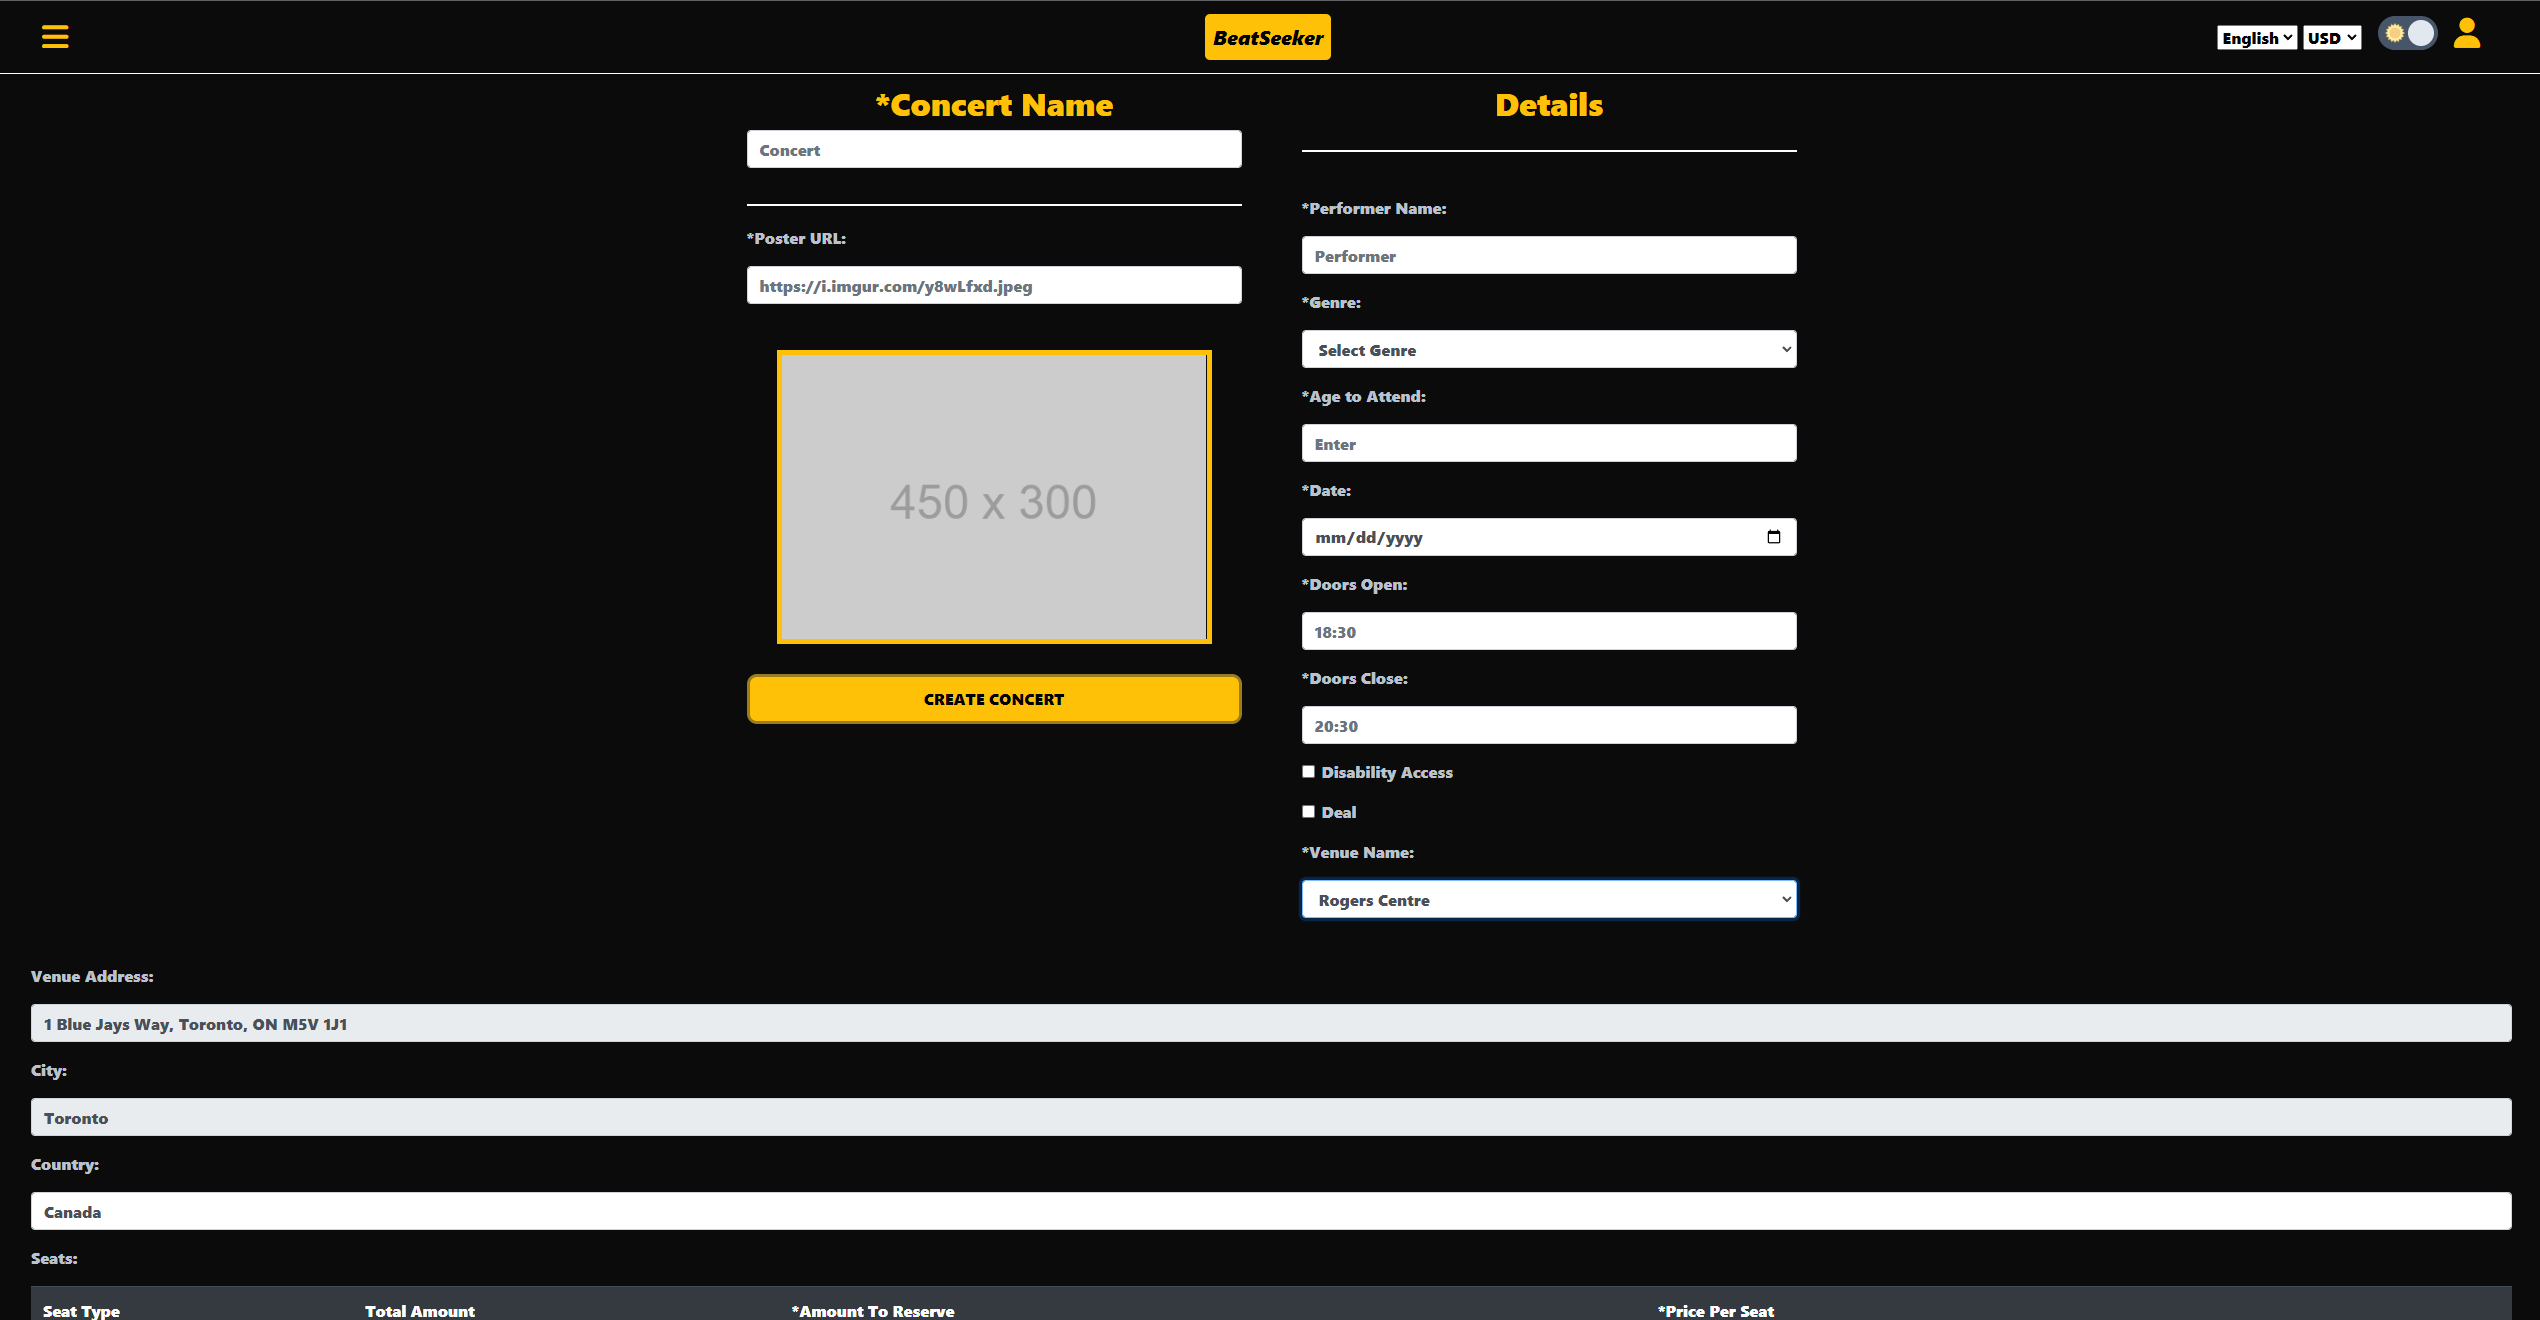 BeatSeeker
English
USD
*Concert Name
Concert
*Poster URL:
https://i.imgur.com/y8wLfxd.jpeg
450 x 300
CREATE CONCERT
Details
*Performer Name:
Performer
*Genre:
Select Genre
*Age to Attend:
Enter
*Date:
mm/dd/yyyy
*Doors Open:
18:30
*Doors Close:
20:30
Disability Access
Deal
*Venue Name:
Rogers Centre
Venue Address:
1 Blue Jays Way, Toronto, ON M5V 1J1
City:
Toronto
Country:
Canada
Seats:
Seat Type Total Amount *Amount To Reserve *Price Per Seat